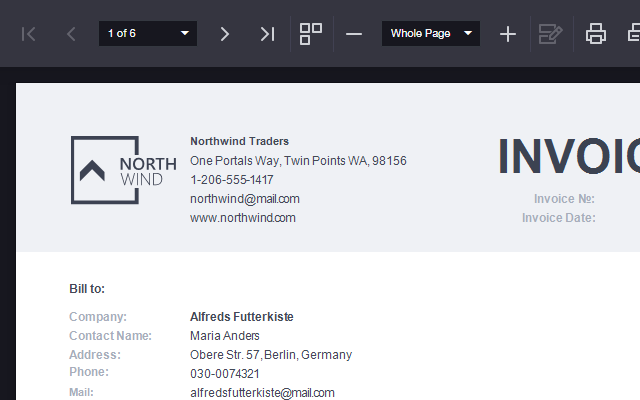 1 of 6
Whole Page
NORTH
WIND
Northwind Traders
One Portals Way, Twin Points WA, 98156
1-206-555-1417
northwind@mail.com
www.northwind.com
INVOIC
Invoice №:
Invoice Date:
Bill to:
Company: Alfreds Futterkiste
Contact Name: Maria Anders
Address: Obere Str. 57, Berlin, Germany
Phone: 030-0074321
Mail: alfredsfutterkiste@mail.com